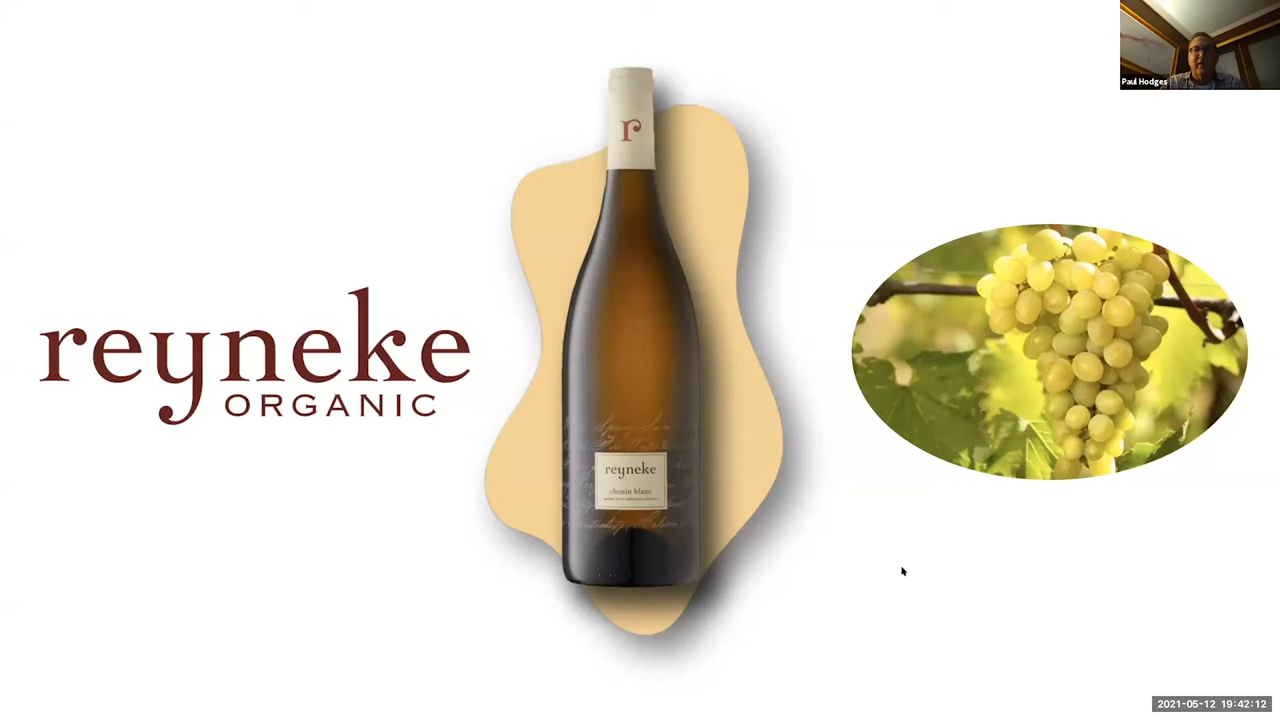 Paul Hodges
r
reyneke
ORGANIC
reyneke
chenin blanc
2021-05-12 19:42:12